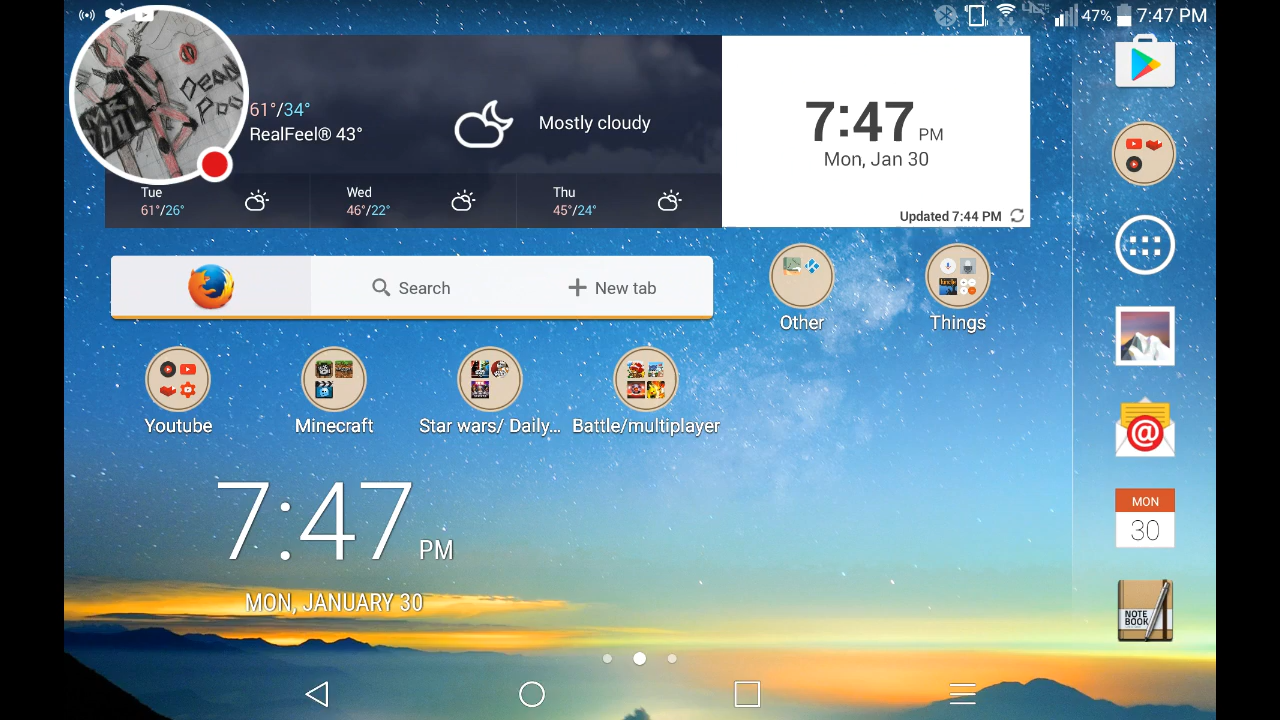 47% 7:47 PM
DEAD
POOL
61°/34°
RealFeel® 43°
Mostly cloudy
7:47 PM
Mon, Jan 30
Tue
61°/26°
Wed
46°/22°
Thu
45°/24°
Updated 7:44 PM
Search
New tab
Other
Things
Youtube
Minecraft
Star wars/ Daily...
Battle/multiplayer
7:47 PM
MON, JANUARY 30
@
MON
30
NOTE
BOOK